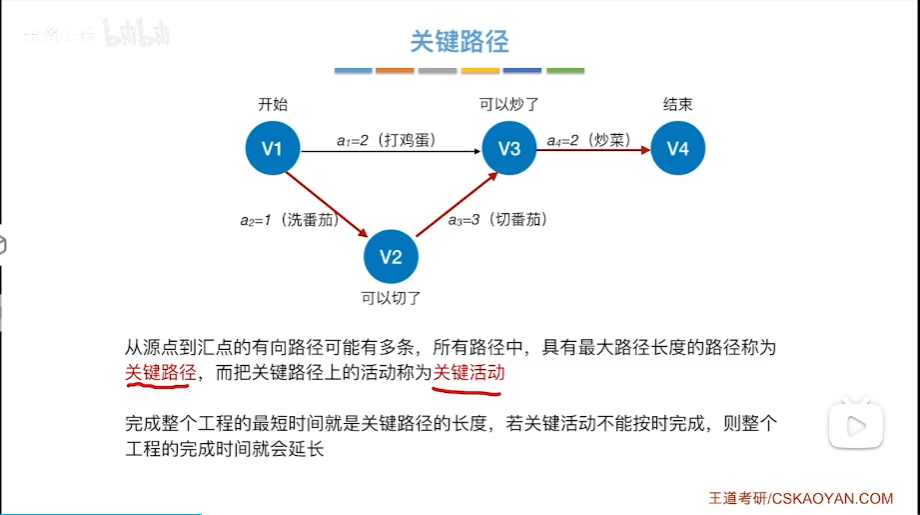 bilibili
关键路径
开始
可以炒了
结束
V1
a₁=2（打鸡蛋）
V3
a₄=2（炒菜）
V4
a₂=1（洗番茄）
a₃=3（切番茄）
V2
可以切了
从源点到汇点的有向路径可能有多条，所有路径中，具有最大路径长度的路径称为
关键路径，而把关键路径上的活动称为关键活动
完成整个工程的最短时间就是关键路径的长度，若关键活动不能按时完成，则整个
工程的完成时间就会延长
王道考研/CSKAOYAN.COM